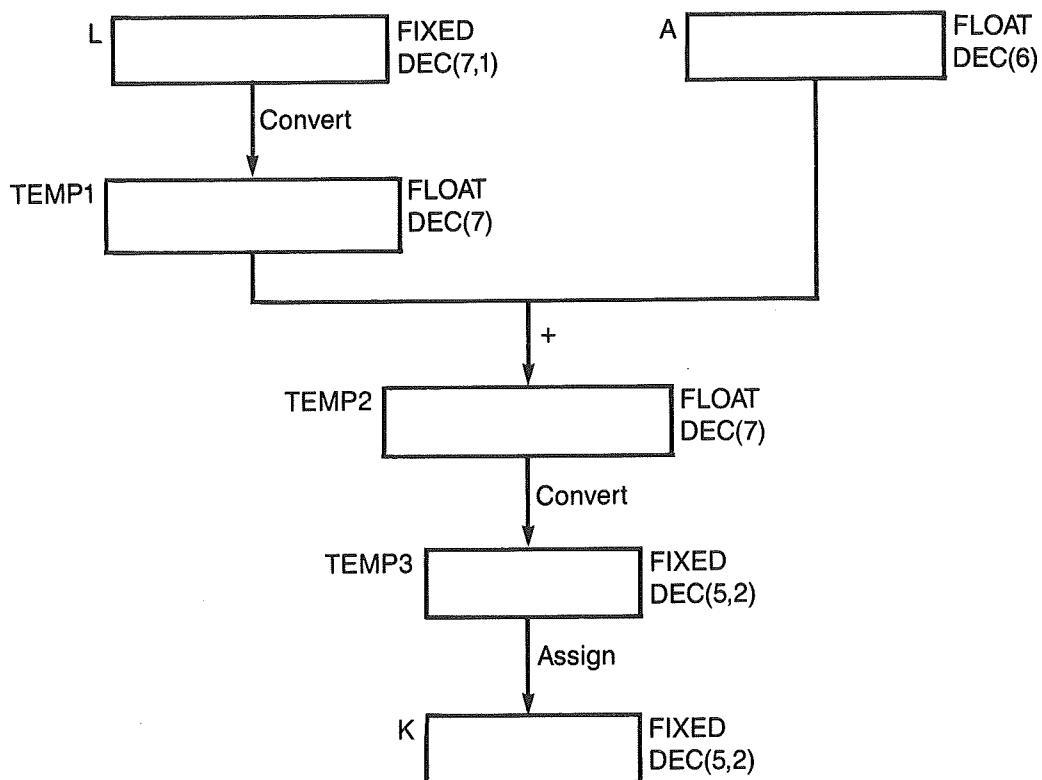 L
FIXED
DEC(7,1)
A
FLOAT
DEC(6)
Convert
TEMP1
FLOAT
DEC(7)
+
TEMP2
FLOAT
DEC(7)
Convert
TEMP3
FIXED
DEC(5,2)
Assign
K
FIXED
DEC(5,2)